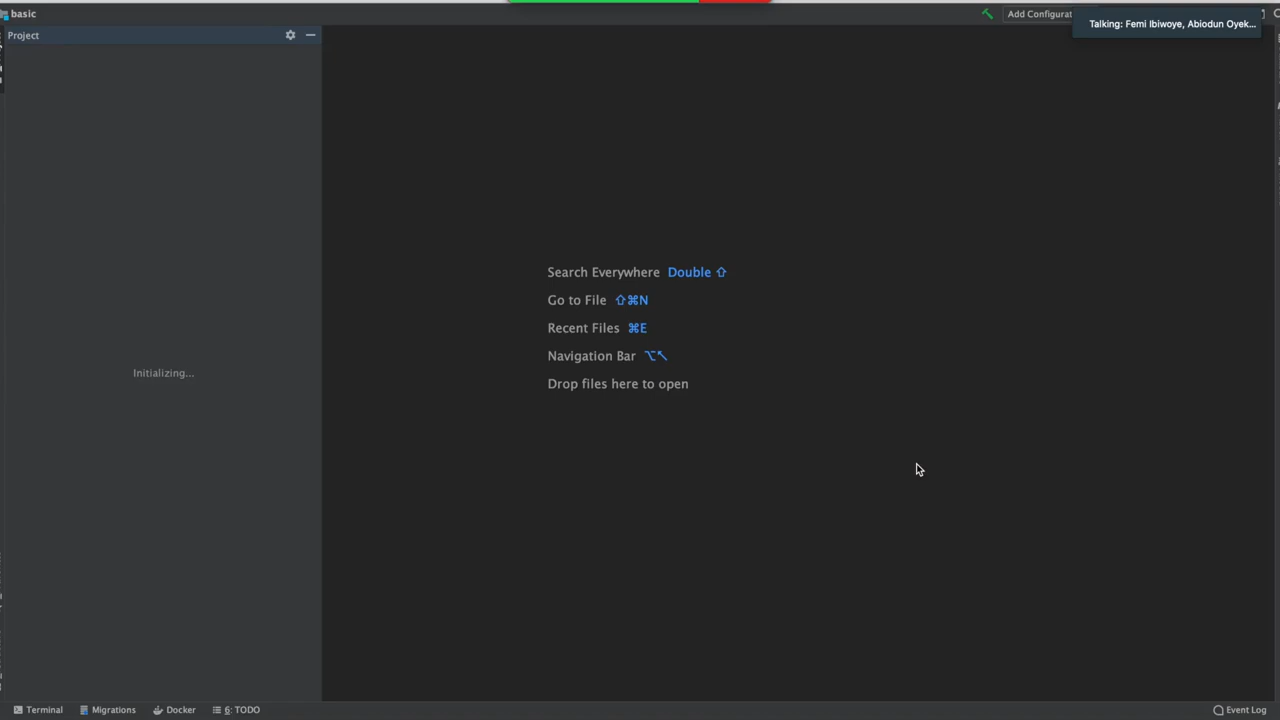 basic
Add Configurat
Talking: Femi Ibiwoye, Abiodun Oyek...
Project
Search Everywhere Double ⇧
Go to File ⇧⌘N
Recent Files ⌘E
Navigation Bar ⌥↖
Drop files here to open
Initializing...
Terminal
Migrations
Docker
6: TODO
Event Log